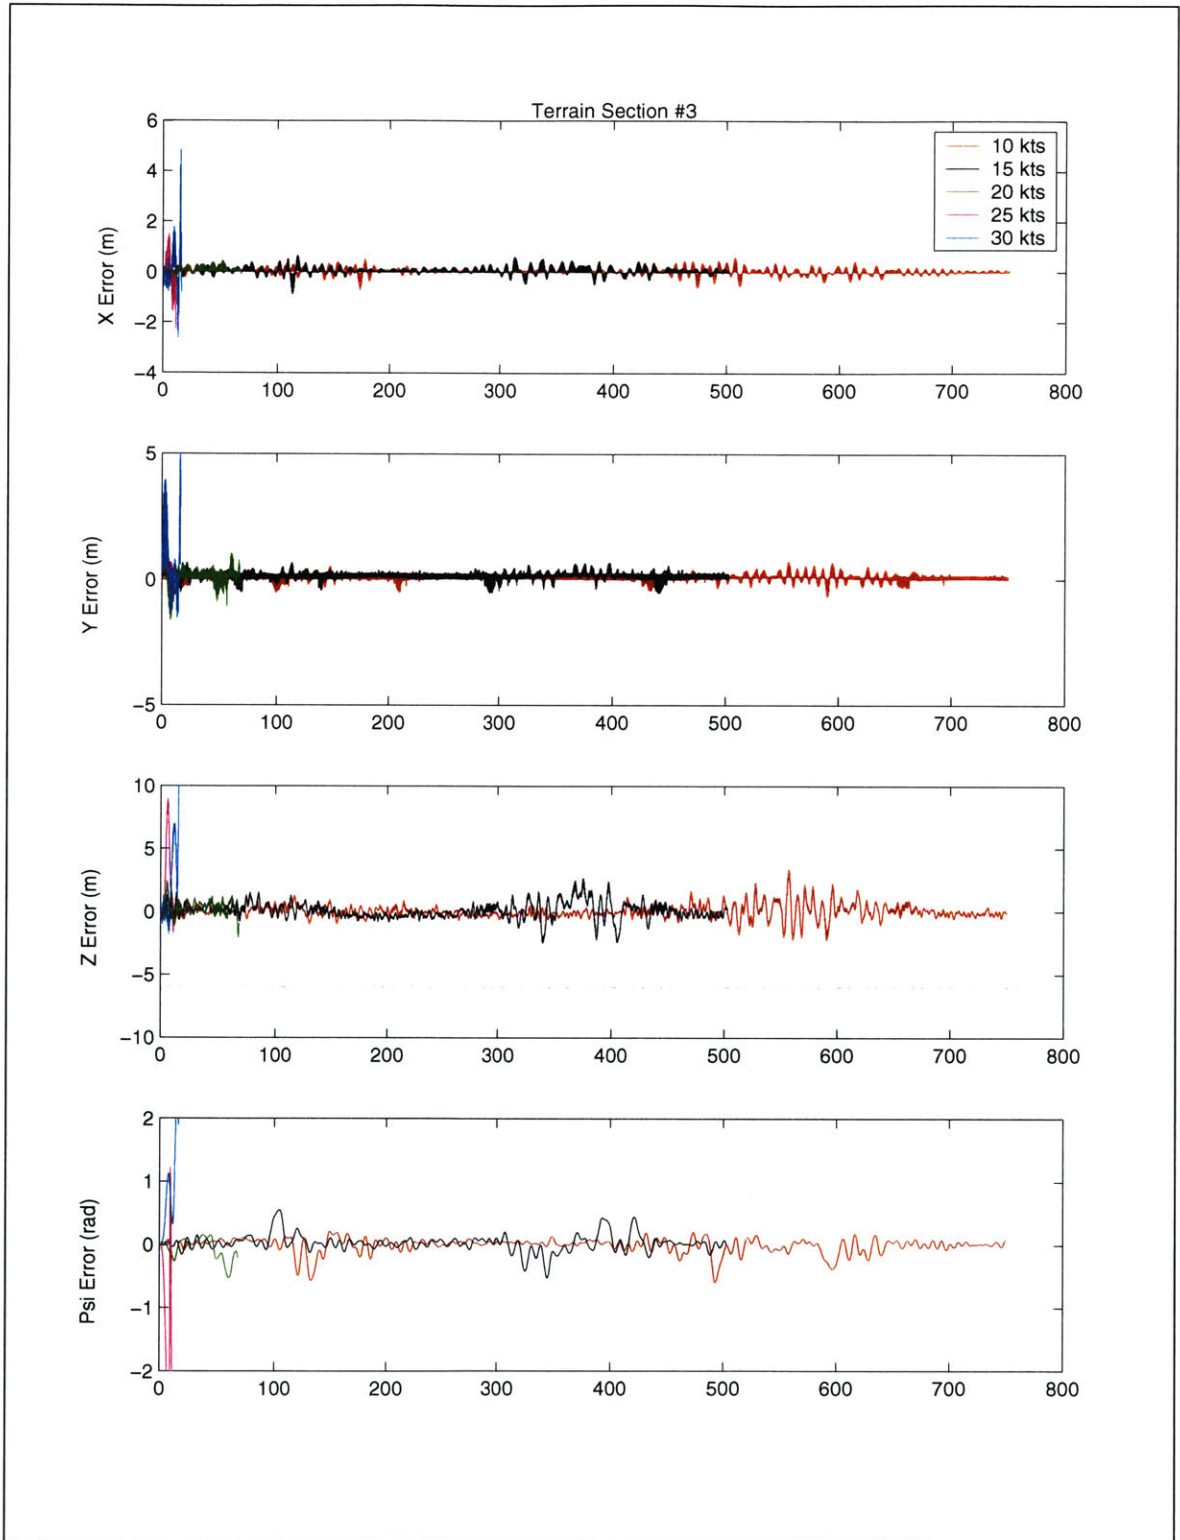 Terrain Section #3
6
4
2
0
−2
−4
X Error (m)
10 kts
15 kts
20 kts
25 kts
30 kts
0 100 200 300 400 500 600 700 800
5
0
−5
Y Error (m)
0 100 200 300 400 500 600 700 800
10
5
0
−5
−10
Z Error (m)
0 100 200 300 400 500 600 700 800
2
1
0
−1
−2
Psi Error (rad)
0 100 200 300 400 500 600 700 800